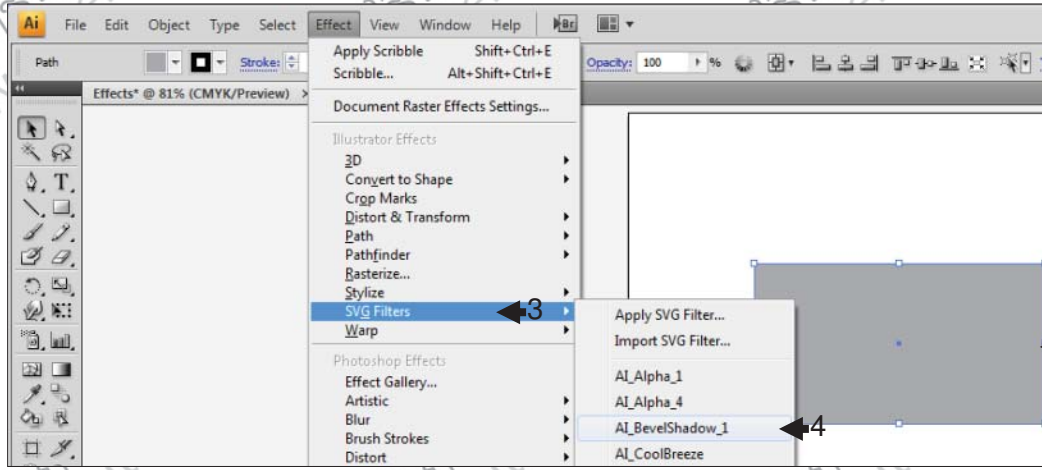 Ai File Edit Object Type Select Effect View Window Help Br
Path Stroke: Opacity: 100 %
Effects* @ 81% (CMYK/Preview)
Apply Scribble Shift+Ctrl+E
Scribble... Alt+Shift+Ctrl+E
Document Raster Effects Settings...
Illustrator Effects
3D
Convert to Shape
Crop Marks
Distort & Transform
Path
Pathfinder
Rasterize...
Stylize
SVG Filters 3
Warp
Photoshop Effects
Effect Gallery...
Artistic
Blur
Brush Strokes
Distort
Apply SVG Filter...
Import SVG Filter...
AI_Alpha_1
AI_Alpha_4
AI_BevelShadow_1 4
AI_CoolBreeze